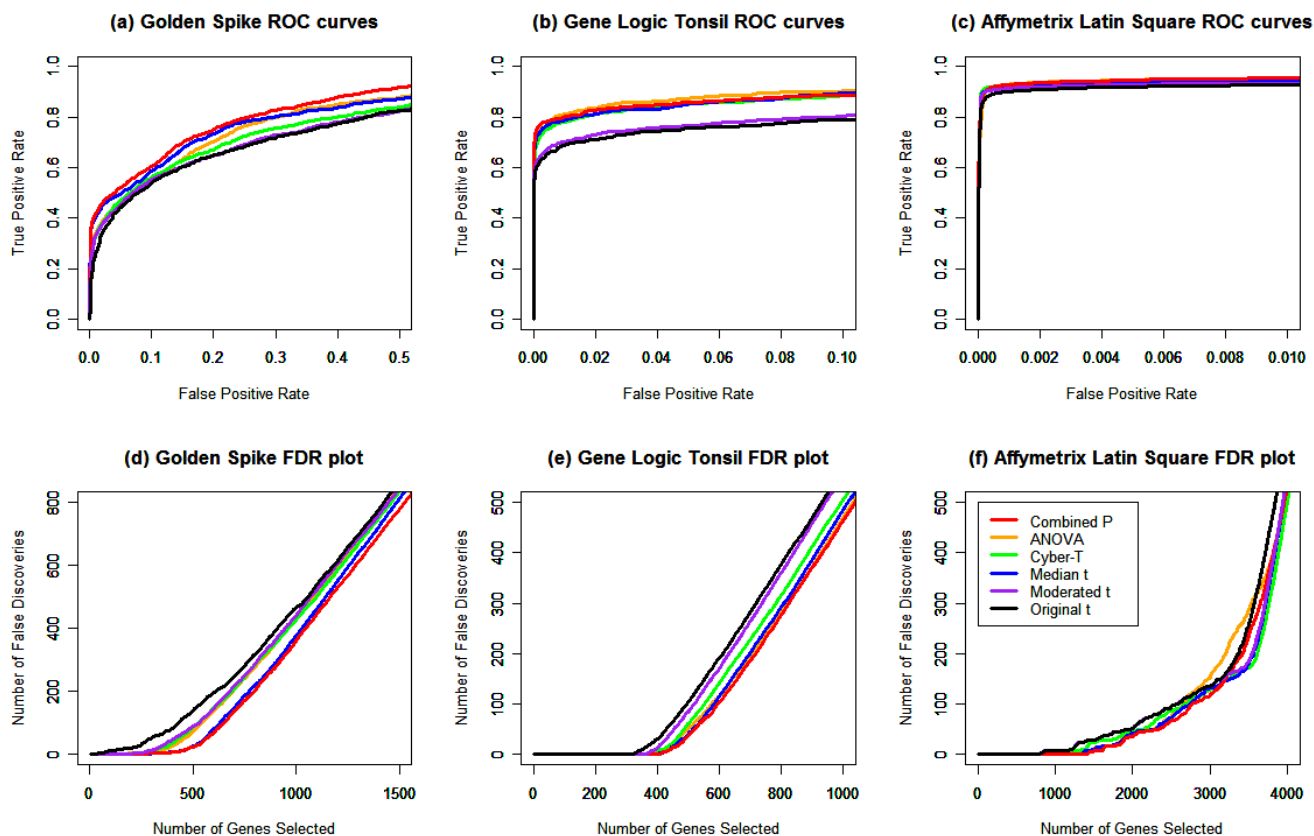 (a) Golden Spike ROC curves
True Positive Rate
0.0 0.2 0.4 0.6 0.8 1.0
0.0 0.1 0.2 0.3 0.4 0.5
False Positive Rate
(b) Gene Logic Tonsil ROC curves
True Positive Rate
0.0 0.2 0.4 0.6 0.8 1.0
0.00 0.02 0.04 0.06 0.08 0.10
False Positive Rate
(c) Affymetrix Latin Square ROC curves
True Positive Rate
0.0 0.2 0.4 0.6 0.8 1.0
0.000 0.002 0.004 0.006 0.008 0.010
False Positive Rate
(d) Golden Spike FDR plot
Number of False Discoveries
0 200 400 600 800
0 500 1000 1500
Number of Genes Selected
(e) Gene Logic Tonsil FDR plot
Number of False Discoveries
0 100 200 300 400 500
0 200 400 600 800 1000
Number of Genes Selected
(f) Affymetrix Latin Square FDR plot
Number of False Discoveries
0 100 200 300 400 500
0 1000 2000 3000 4000
Number of Genes Selected
Combined P
ANOVA
Cyber-T
Median t
Moderated t
Original t